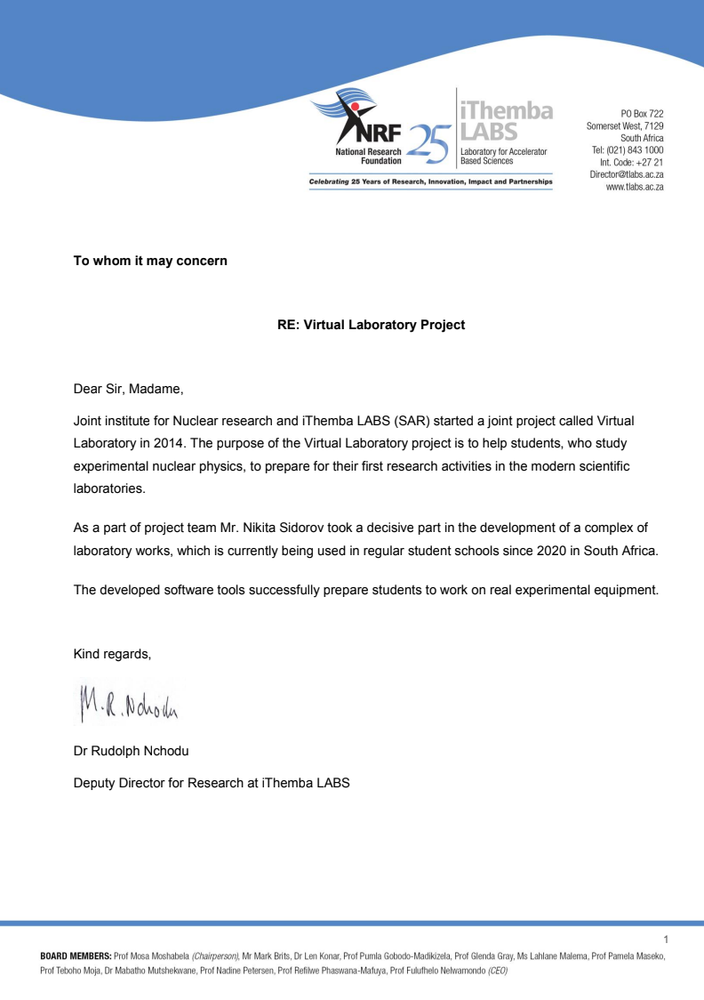 NRF
National Research
Foundation
25
iThemba
LABS
Laboratory for Accelerator
Based Sciences
Celebrating 25 Years of Research, Innovation, Impact and Partnerships
PO Box 722
Somerset West, 7129
South Africa
Tel: (021) 843 1000
Int. Code: +27 21
Director@tlabs.ac.za
www.tlabs.ac.za
To whom it may concern
RE: Virtual Laboratory Project
Dear Sir, Madame,
Joint institute for Nuclear research and iThemba LABS (SAR) started a joint project called Virtual
Laboratory in 2014. The purpose of the Virtual Laboratory project is to help students, who study
experimental nuclear physics, to prepare for their first research activities in the modern scientific
laboratories.
As a part of project team Mr. Nikita Sidorov took a decisive part in the development of a complex of
laboratory works, which is currently being used in regular student schools since 2020 in South Africa.
The developed software tools successfully prepare students to work on real experimental equipment.
Kind regards,
M.R. Nchodu
Dr Rudolph Nchodu
Deputy Director for Research at iThemba LABS
1
BOARD MEMBERS: Prof Mosa Moshabela (Chairperson), Mr Mark Brits, Dr Len Konar, Prof Pumla Gobodo-Madikizela, Prof Glenda Gray, Ms Lahlane Malema, Prof Pamela Maseko,
Prof Teboho Moja, Dr Mabatho Mutshekwane, Prof Nadine Petersen, Prof Refilwe Phaswana-Mafuya, Prof Fulufhelo Nelwamondo (CEO)